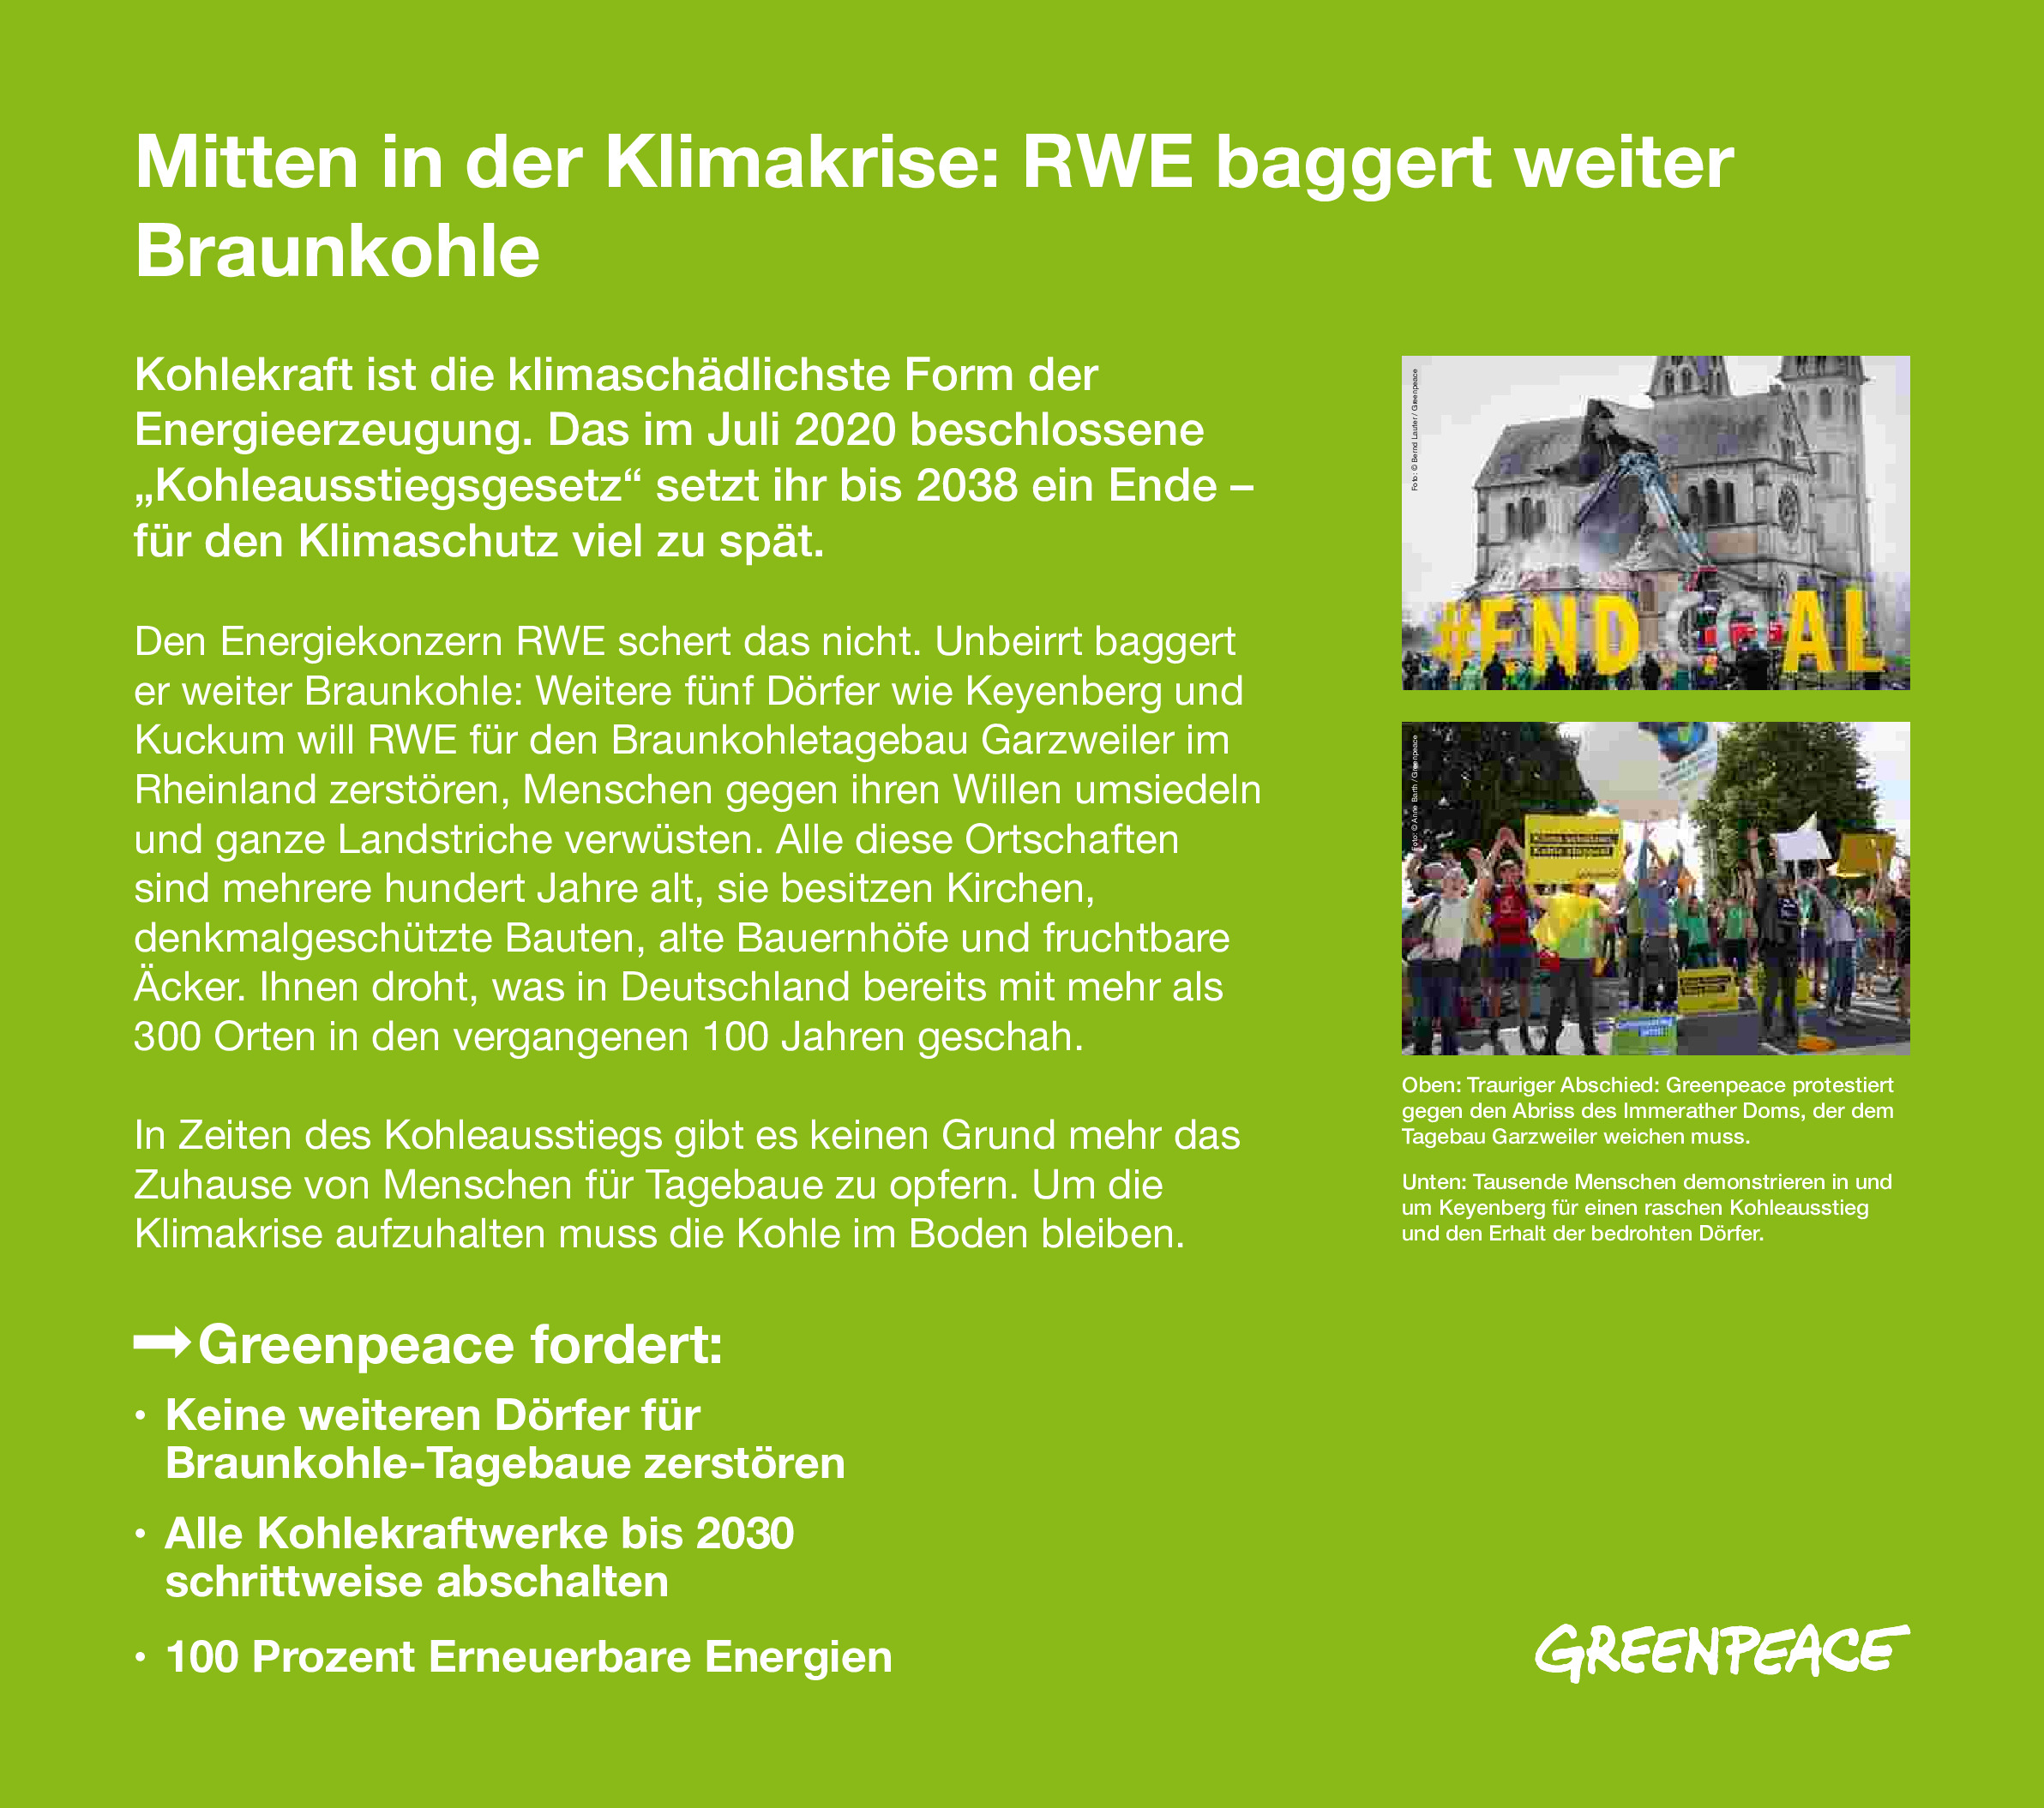 Mitten in der Klimakrise: RWE baggert weiter
Braunkohle
Kohlekraft ist die klimaschädlichste Form der
Energieerzeugung. Das im Juli 2020 beschlossene
„Kohleausstiegsgesetz“ setzt ihr bis 2038 ein Ende –
für den Klimaschutz viel zu spät.
Den Energiekonzern RWE schert das nicht. Unbeirrt baggert
er weiter Braunkohle: Weitere fünf Dörfer wie Keyenberg und
Kuckum will RWE für den Braunkohletagebau Garzweiler im
Rheinland zerstören, Menschen gegen ihren Willen umsiedeln
und ganze Landstriche verwüsten. Alle diese Ortschaften
sind mehrere hundert Jahre alt, sie besitzen Kirchen,
denkmalgeschützte Bauten, alte Bauernhöfe und fruchtbare
Äcker. Ihnen droht, was in Deutschland bereits mit mehr als
300 Orten in den vergangenen 100 Jahren geschah.
In Zeiten des Kohleausstiegs gibt es keinen Grund mehr das
Zuhause von Menschen für Tagebaue zu opfern. Um die
Klimakrise aufzuhalten muss die Kohle im Boden bleiben.
➞Greenpeace fordert:
• Keine weiteren Dörfer für
Braunkohle-Tagebaue zerstören
• Alle Kohlekraftwerke bis 2030
schrittweise abschalten
• 100 Prozent Erneuerbare Energien
Foto: © Bernd Lauter / Greenpeace
#END COAL
Foto: © Anne Barth / Greenpeace
Klima schützen
Kohle stoppen!
Oben: Trauriger Abschied: Greenpeace protestiert
gegen den Abriss des Immerather Doms, der dem
Tagebau Garzweiler weichen muss.
Unten: Tausende Menschen demonstrieren in und
um Keyenberg für einen raschen Kohleausstieg
und den Erhalt der bedrohten Dörfer.
GREENPEACE